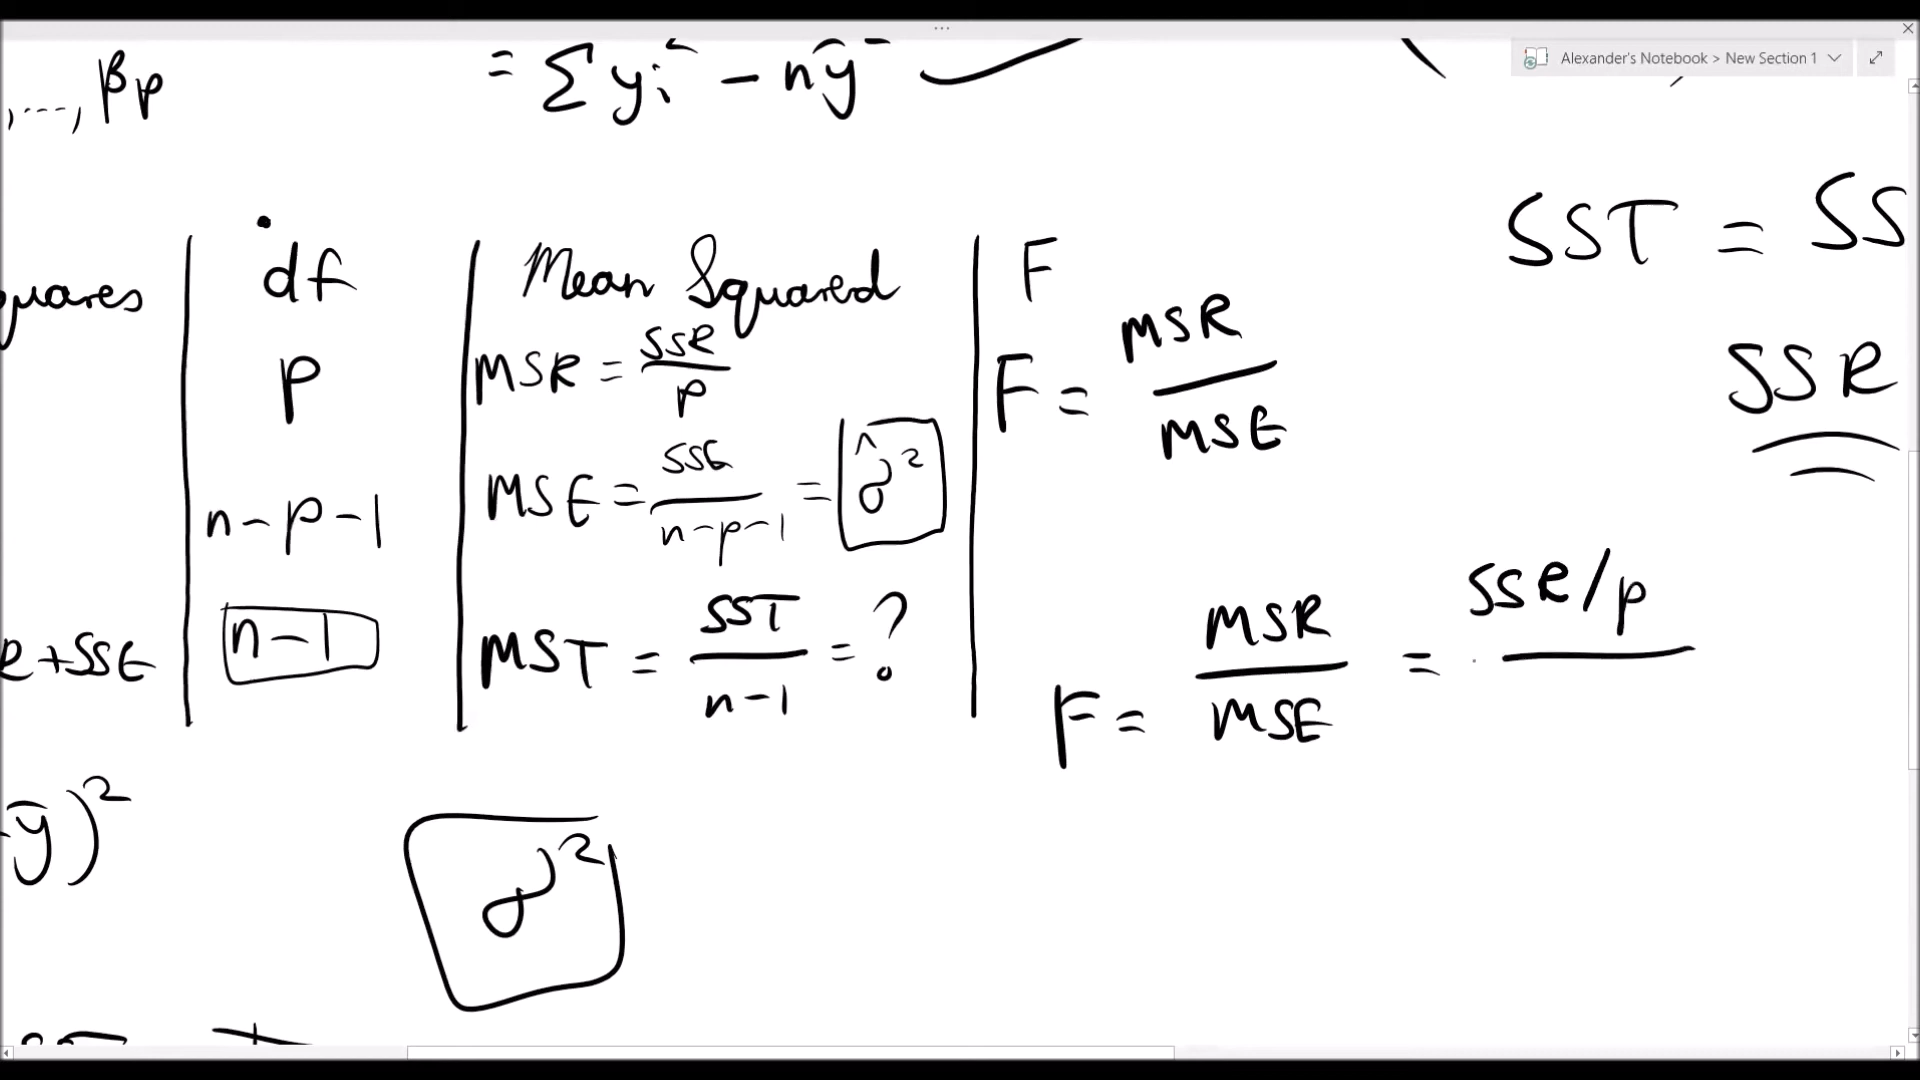 Alexander's Notebook > New Section 1
,---, βp
= Σ yi² - nȳ²
SST = SS
quares | df | Mean Squared | F
p | MSR = SSR/p | F = MSR/MSE
SSR
n-p-1 | MSE = SSE/n-p-1 = σ̂²
R+SSE | n-1 | MST = SST/n-1 = ?
F = MSR/MSE = SSR/p
-ȳ)²
σ²